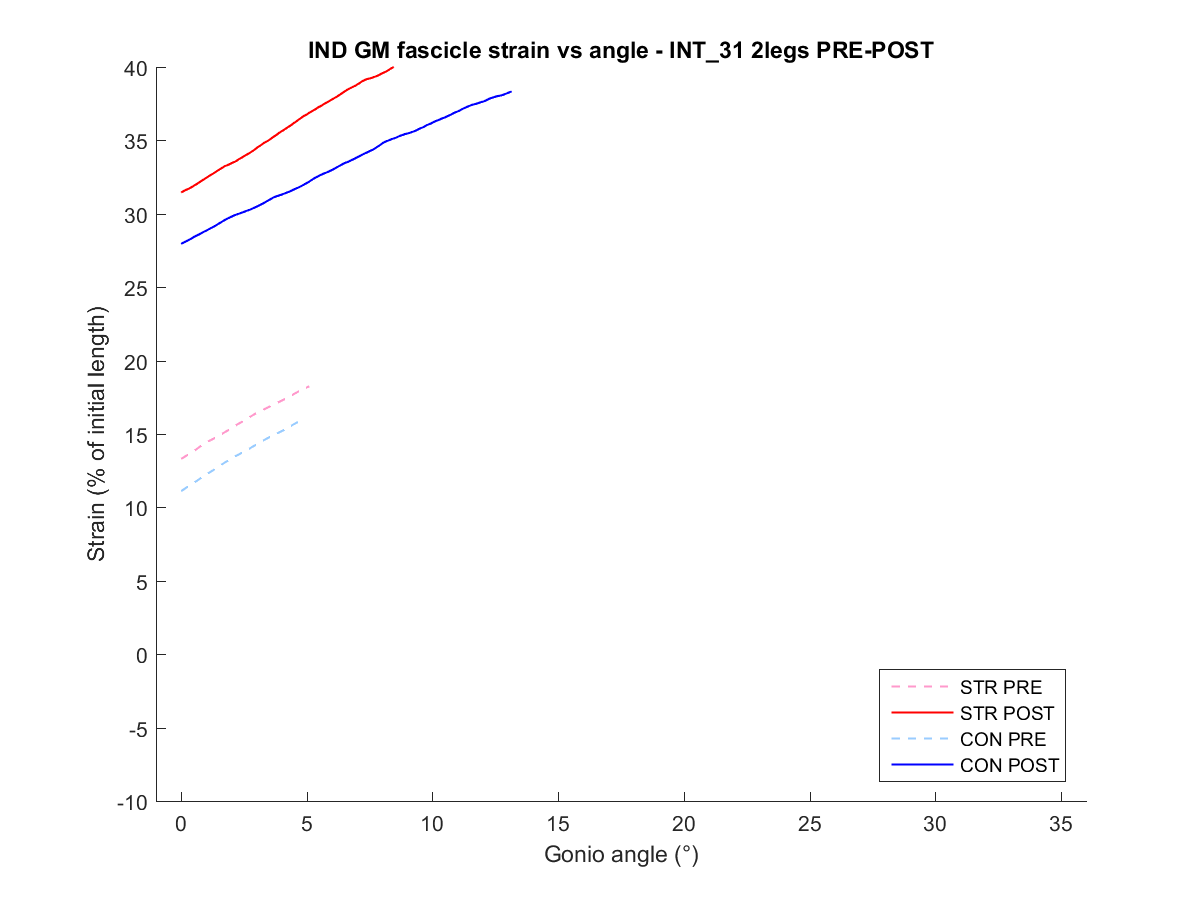 IND GM fascicle strain vs angle - INT_31 2legs PRE-POST
40
35
30
25
20
15
10
5
0
-5
-10
Strain (% of initial length)
0 5 10 15 20 25 30 35
Gonio angle (°)
STR PRE
STR POST
CON PRE
CON POST